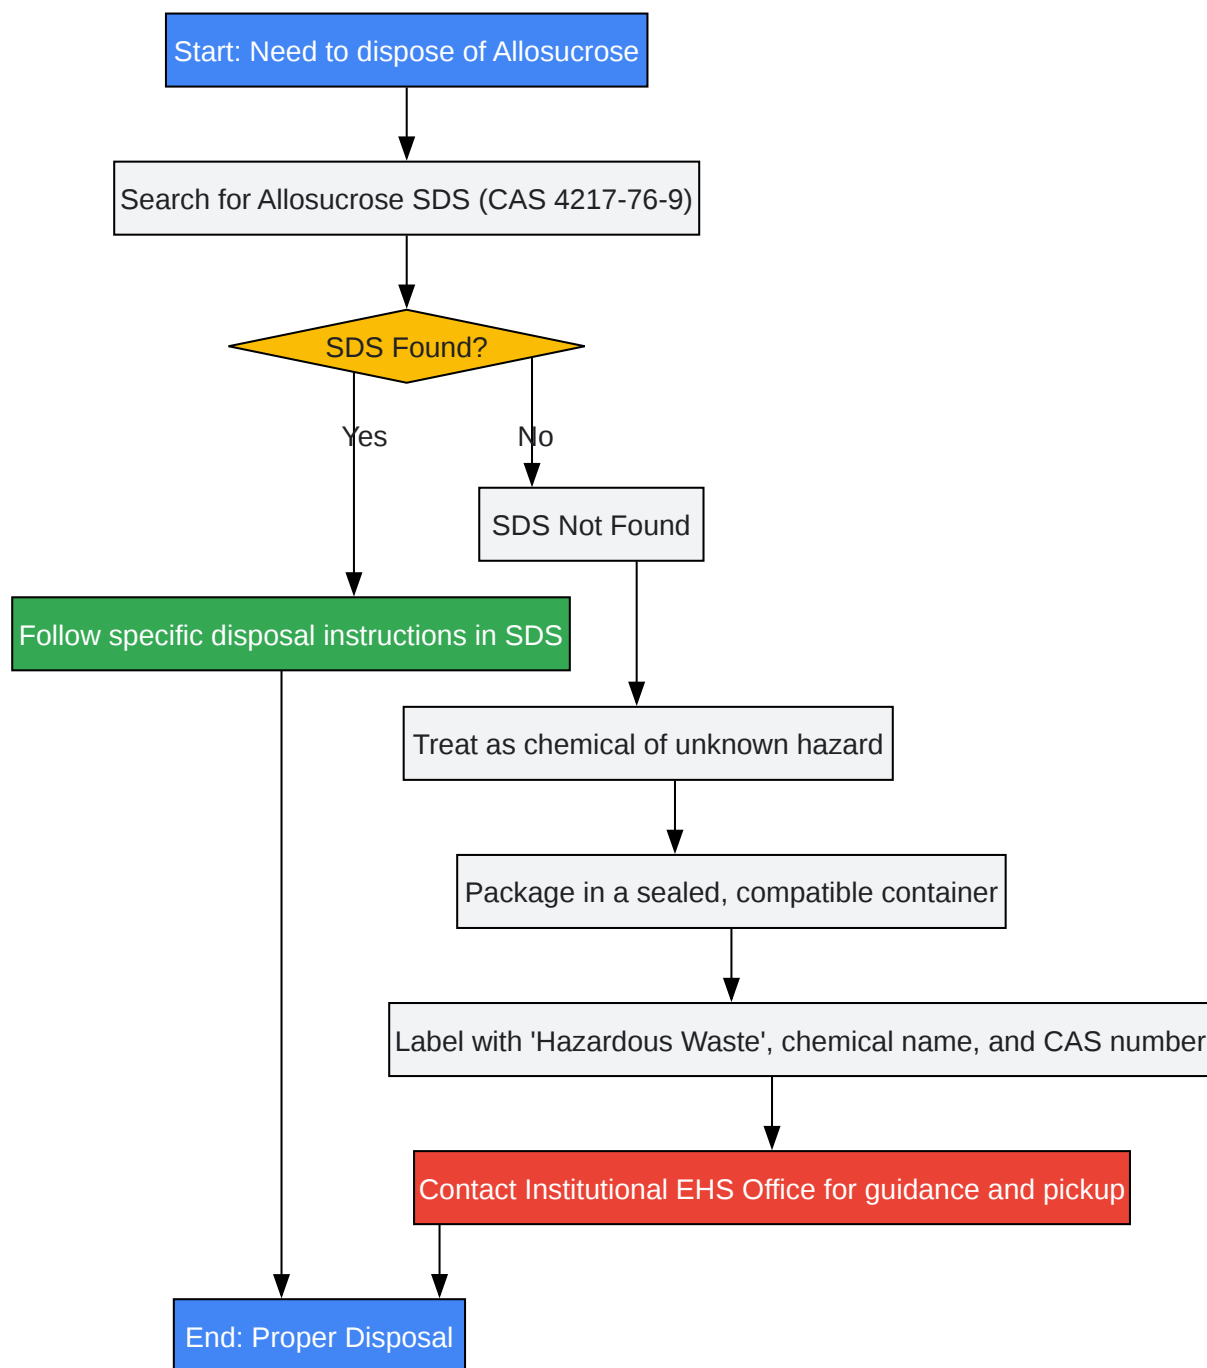 Start: Need to dispose of Allosucrose
Search for Allosucrose SDS (CAS 4217-76-9)
SDS Found?
Yes
No
SDS Not Found
Follow specific disposal instructions in SDS
Treat as chemical of unknown hazard
Package in a sealed, compatible container
Label with 'Hazardous Waste', chemical name, and CAS number
Contact Institutional EHS Office for guidance and pickup
End: Proper Disposal